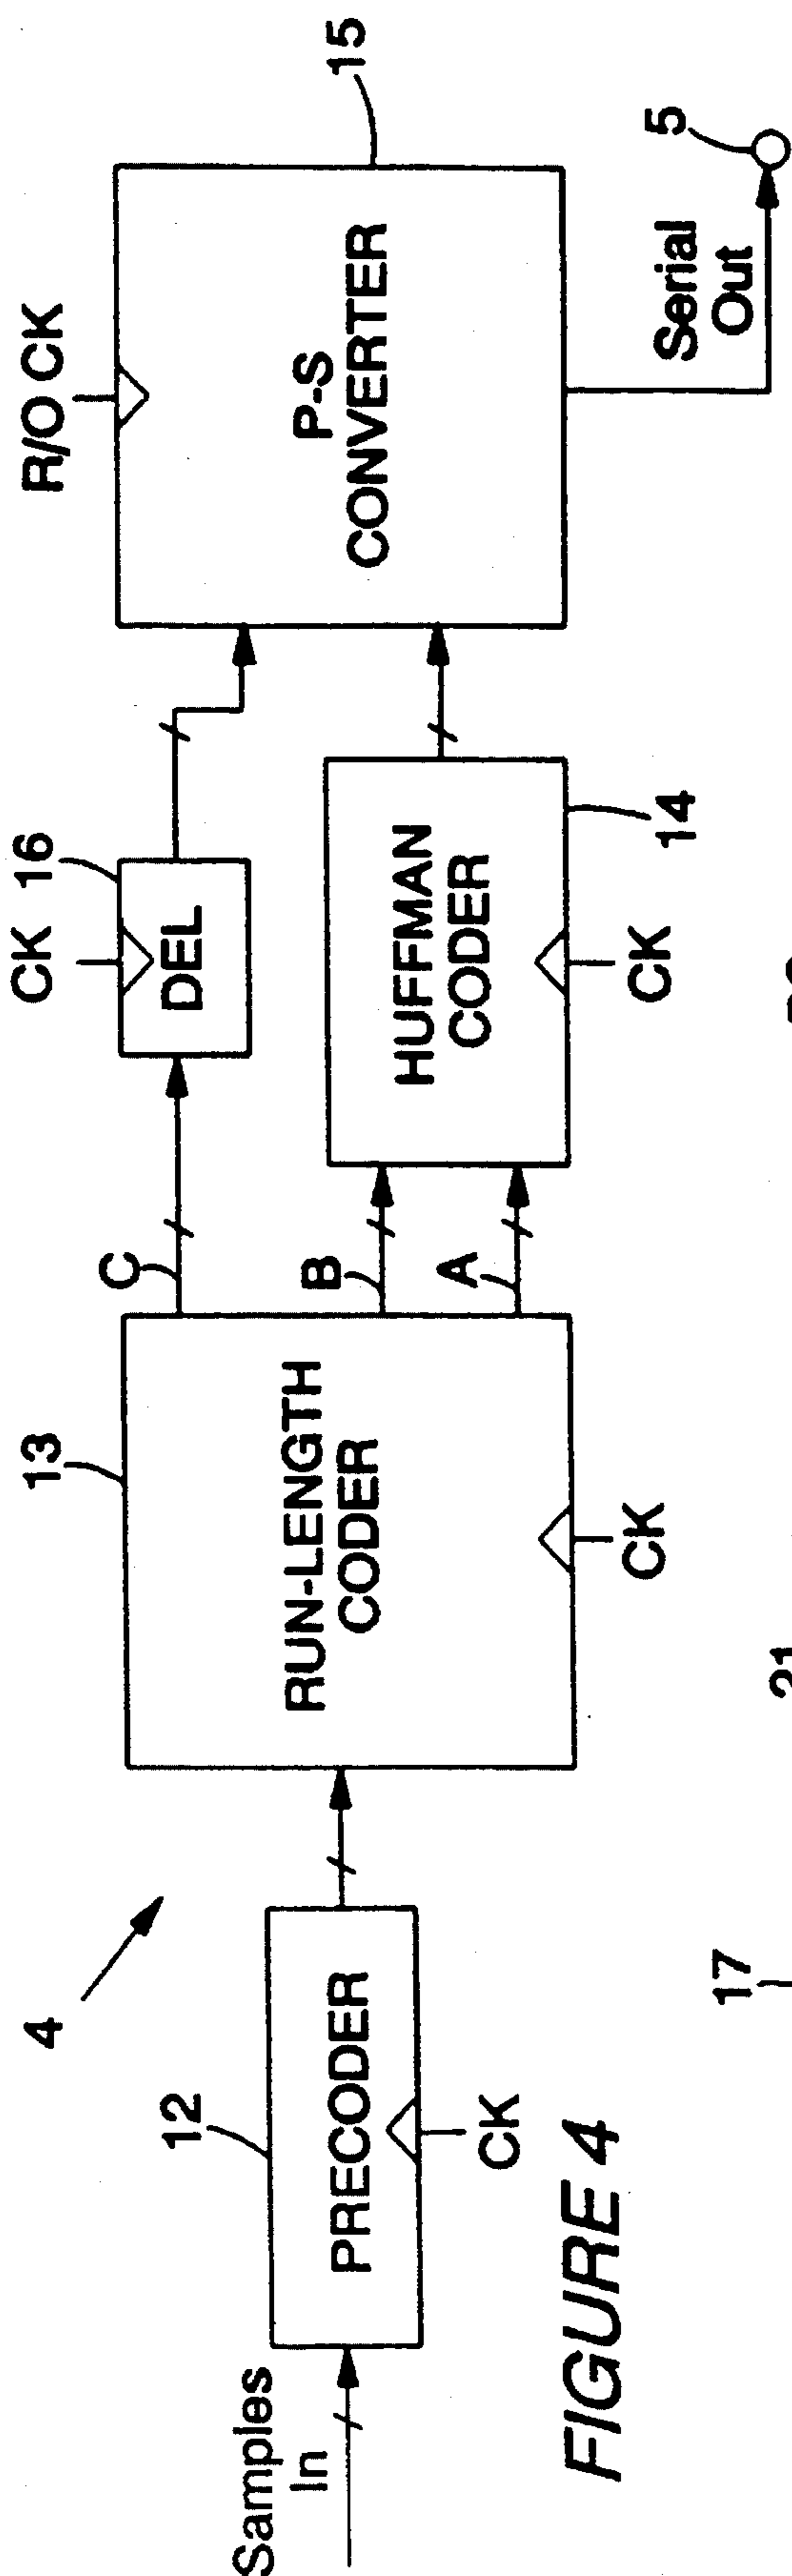 4
Samples
In
12
PRECODER
CK
13
RUN-LENGTH
CODER
CK
C
B
A
CK
16
DEL
HUFFMAN
CODER
CK
14
R/O CK
P-S
CONVERTER
15
Serial
Out
5
FIGURE 4
17
21